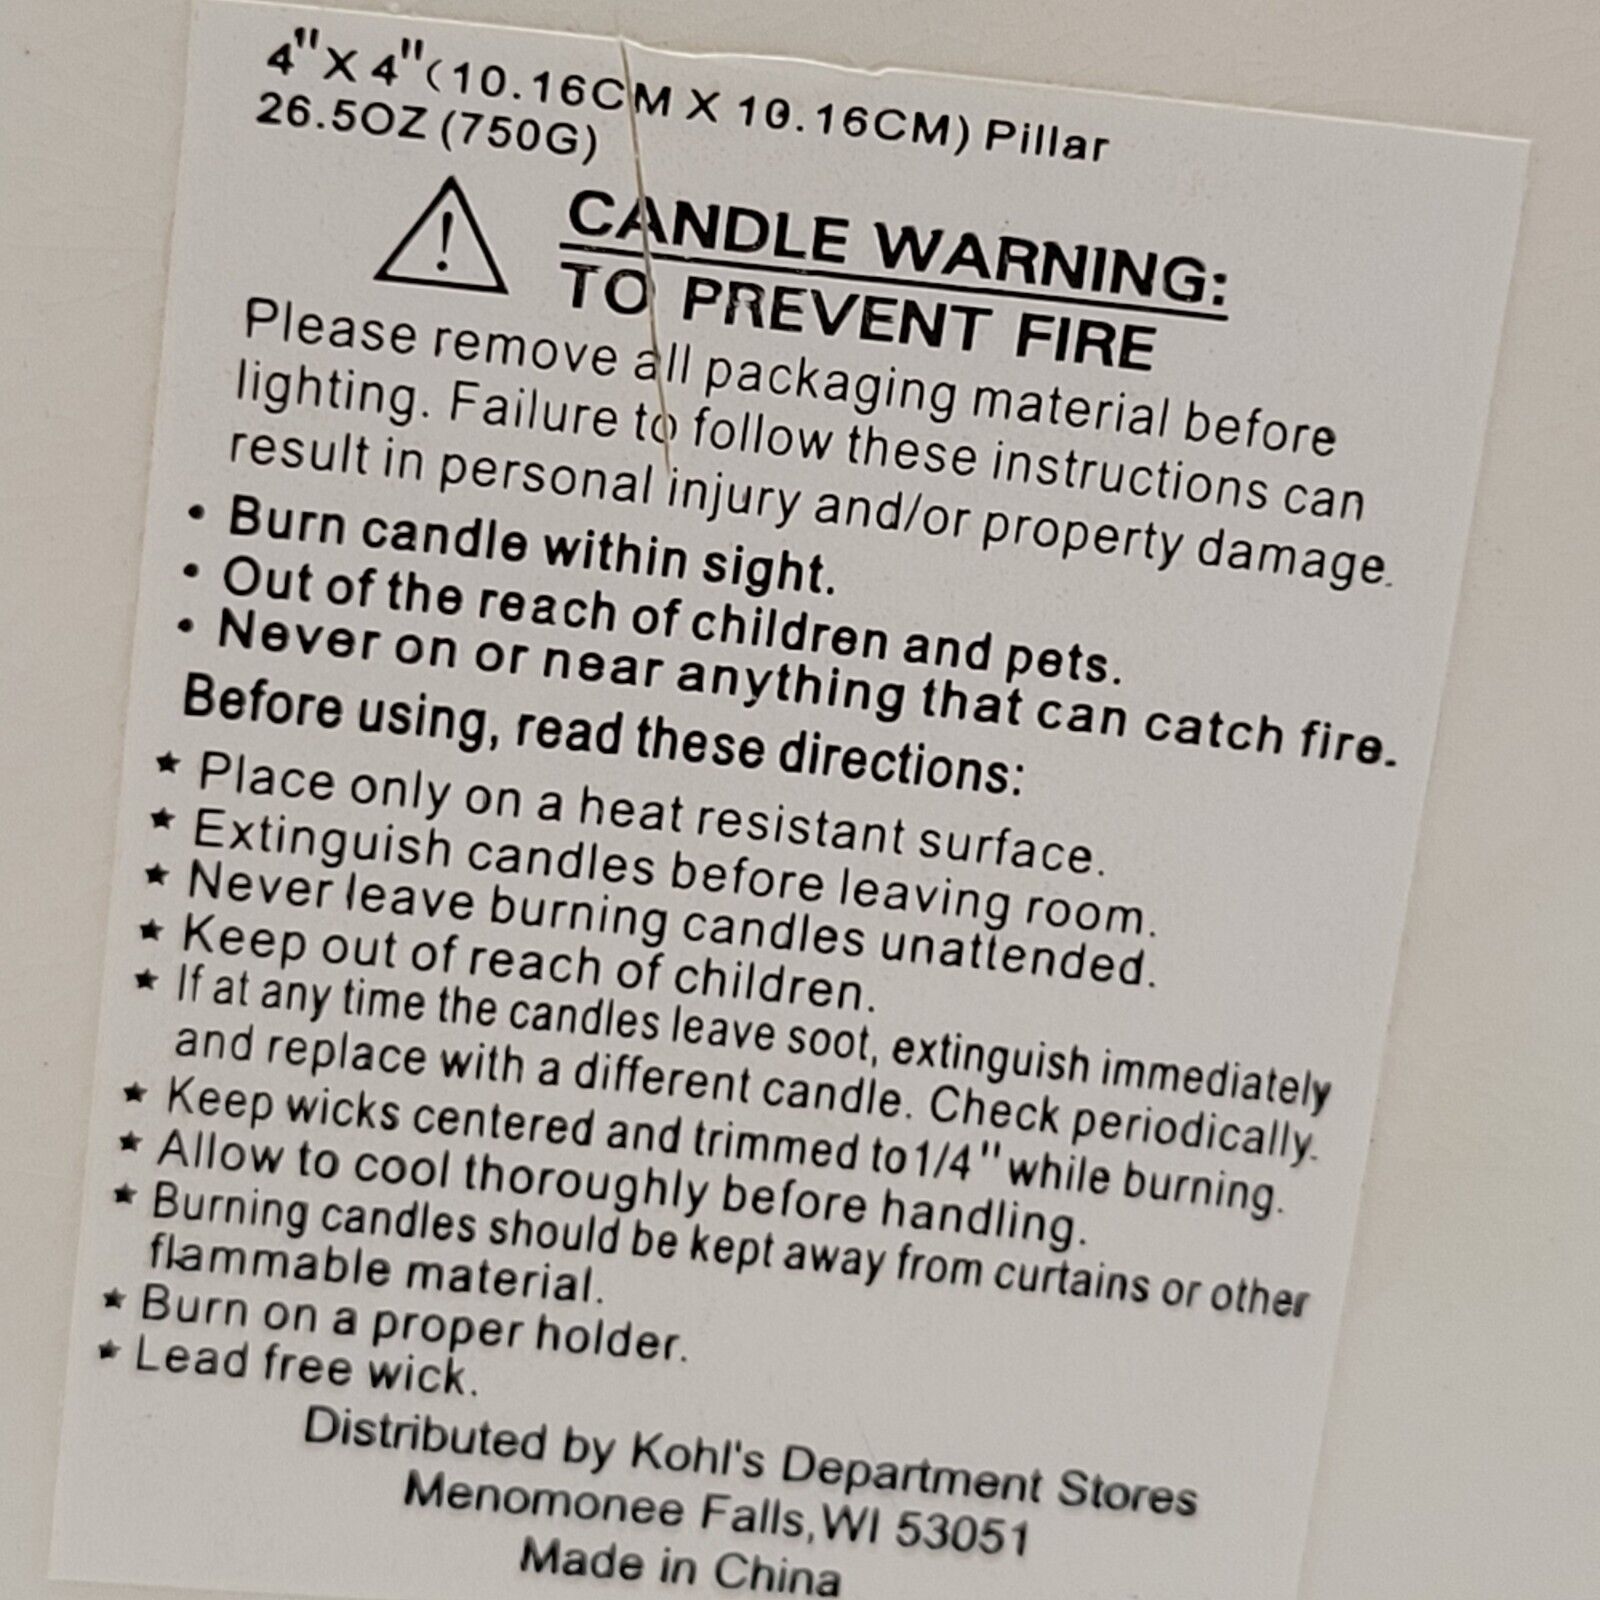 4"X 4"(10.16CM X 10.16CM) Pillar
26.5OZ (750G)
CANDLE WARNING:
TO PREVENT FIRE
Please remove all packaging material before
lighting. Failure to follow these instructions can
result in personal injury and/or property damage.
• Burn candle within sight.
• Out of the reach of children and pets.
• Never on or near anything that can catch fire.
Before using, read these directions:
★ Place only on a heat resistant surface.
★ Extinguish candles before leaving room.
★ Never leave burning candles unattended.
★ Keep out of reach of children.
★ If at any time the candles leave soot, extinguish immediately
and replace with a different candle. Check periodically.
★ Keep wicks centered and trimmed to 1/4" while burning.
★ Allow to cool thoroughly before handling.
★ Burning candles should be kept away from curtains or other
flammable material.
★ Burn on a proper holder.
★ Lead free wick.
Distributed by Kohl's Department Stores
Menomonee Falls,WI 53051
Made in China